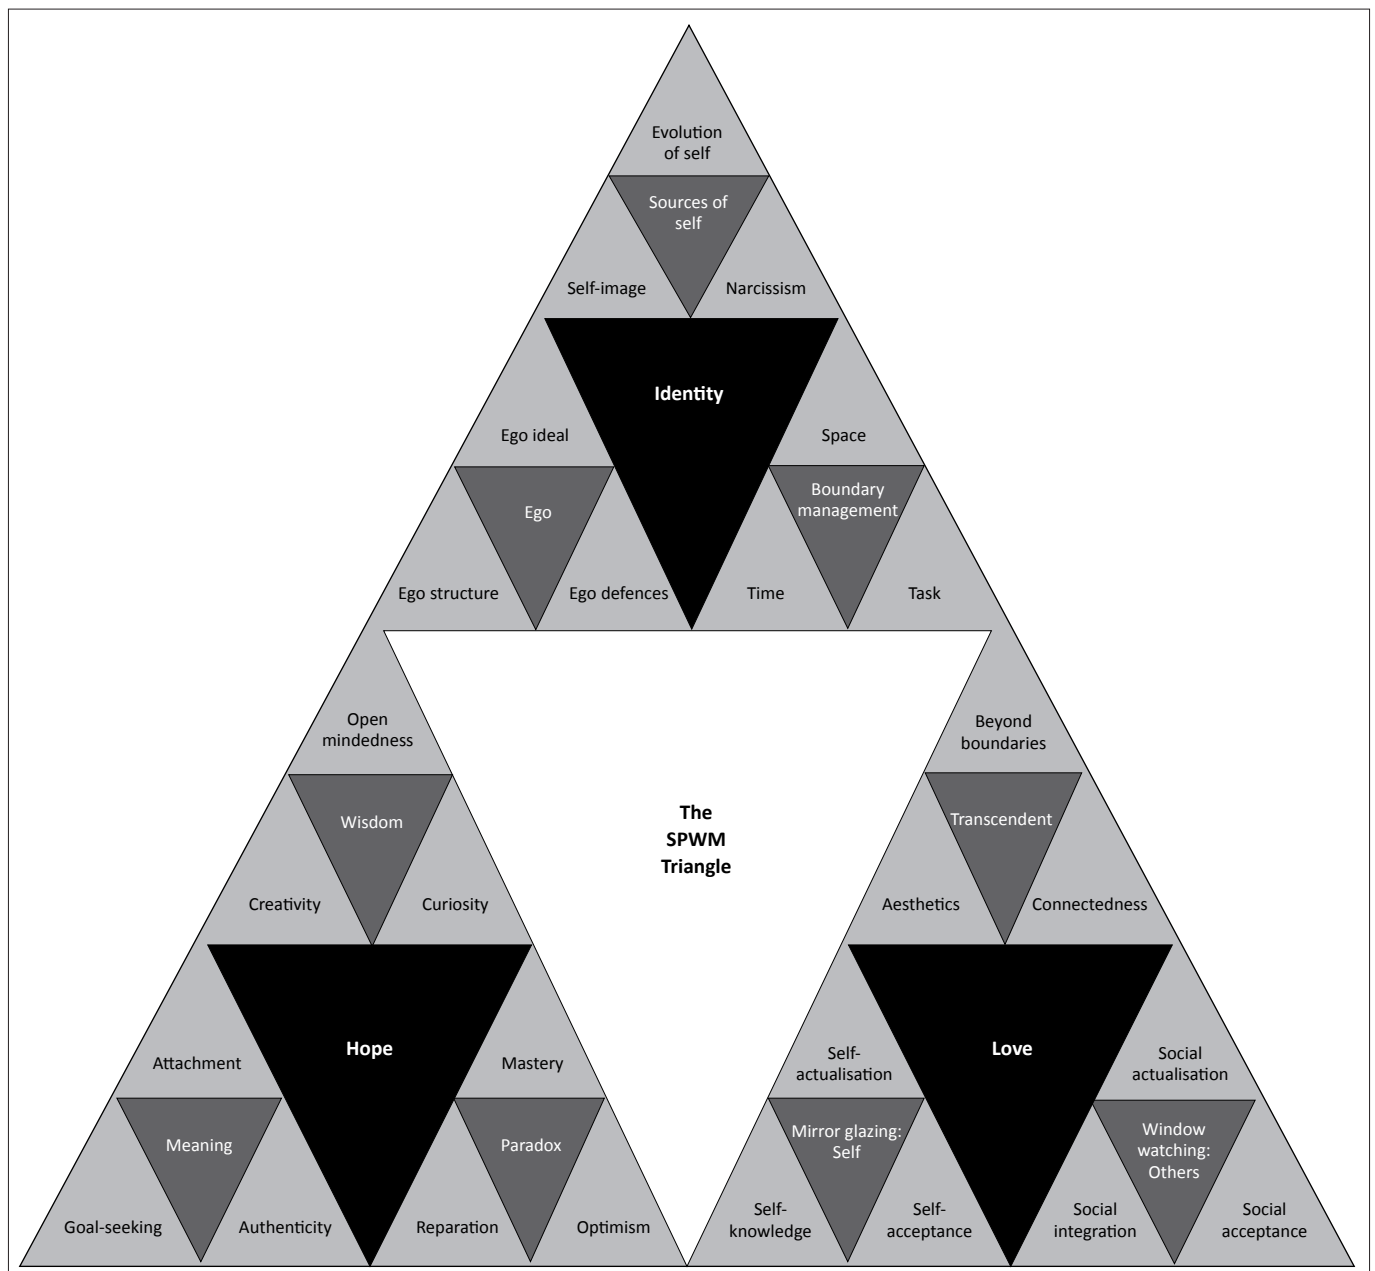 Evolution
of self
Sources of
self
Self-image
Narcissism
Identity
Ego ideal
Space
Ego
Boundary
management
Ego structure
Ego defences
Time
Task
Open
mindedness
Beyond
boundaries
The
SPWM
Triangle
Wisdom
Transcendent
Creativity
Curiosity
Aesthetics
Connectedness
Hope
Love
Attachment
Mastery
Self-
actualisation
Social
actualisation
Meaning
Paradox
Mirror glazing:
Self
Window
watching:
Others
Goal-seeking
Authenticity
Reparation
Optimism
Self-
knowledge
Self-
acceptance
Social
integration
Social
acceptance